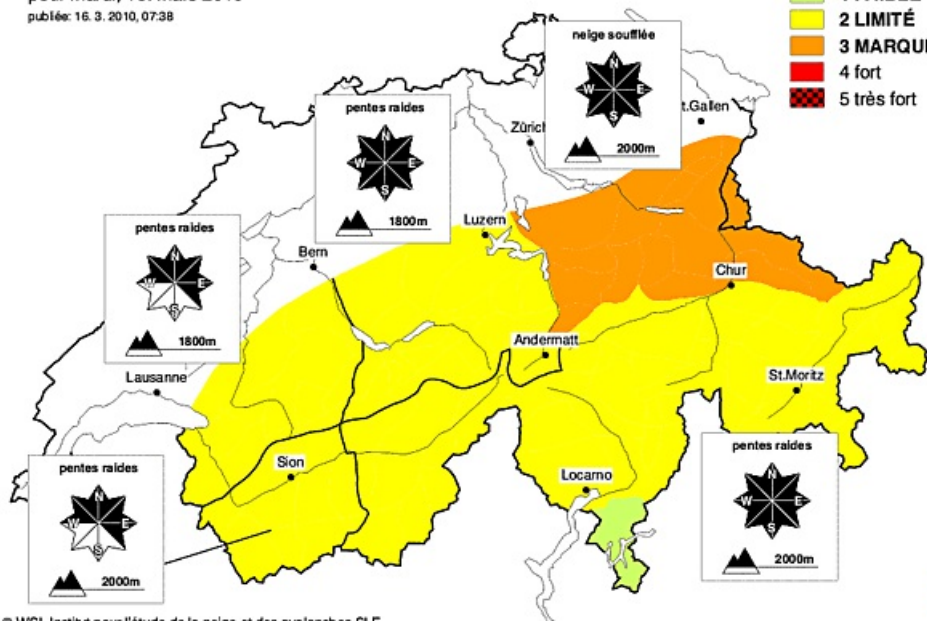 publiée: 16. 3. 2010, 07:38
2 LIMITÉ
3 MARQU
4 fort
5 très fort
neige soufflée
N
W E
S
2000m
t.Gallen
Züric
pentes raides
N
W E
S
1800m
Luzern
pentes raides
N
W E
S
1800m
Bern
Chur
Andermatt
Lausanne
St.Moritz
pentes raides
N
W E
S
2000m
Sion
Locarno
pentes raides
N
W E
S
2000m